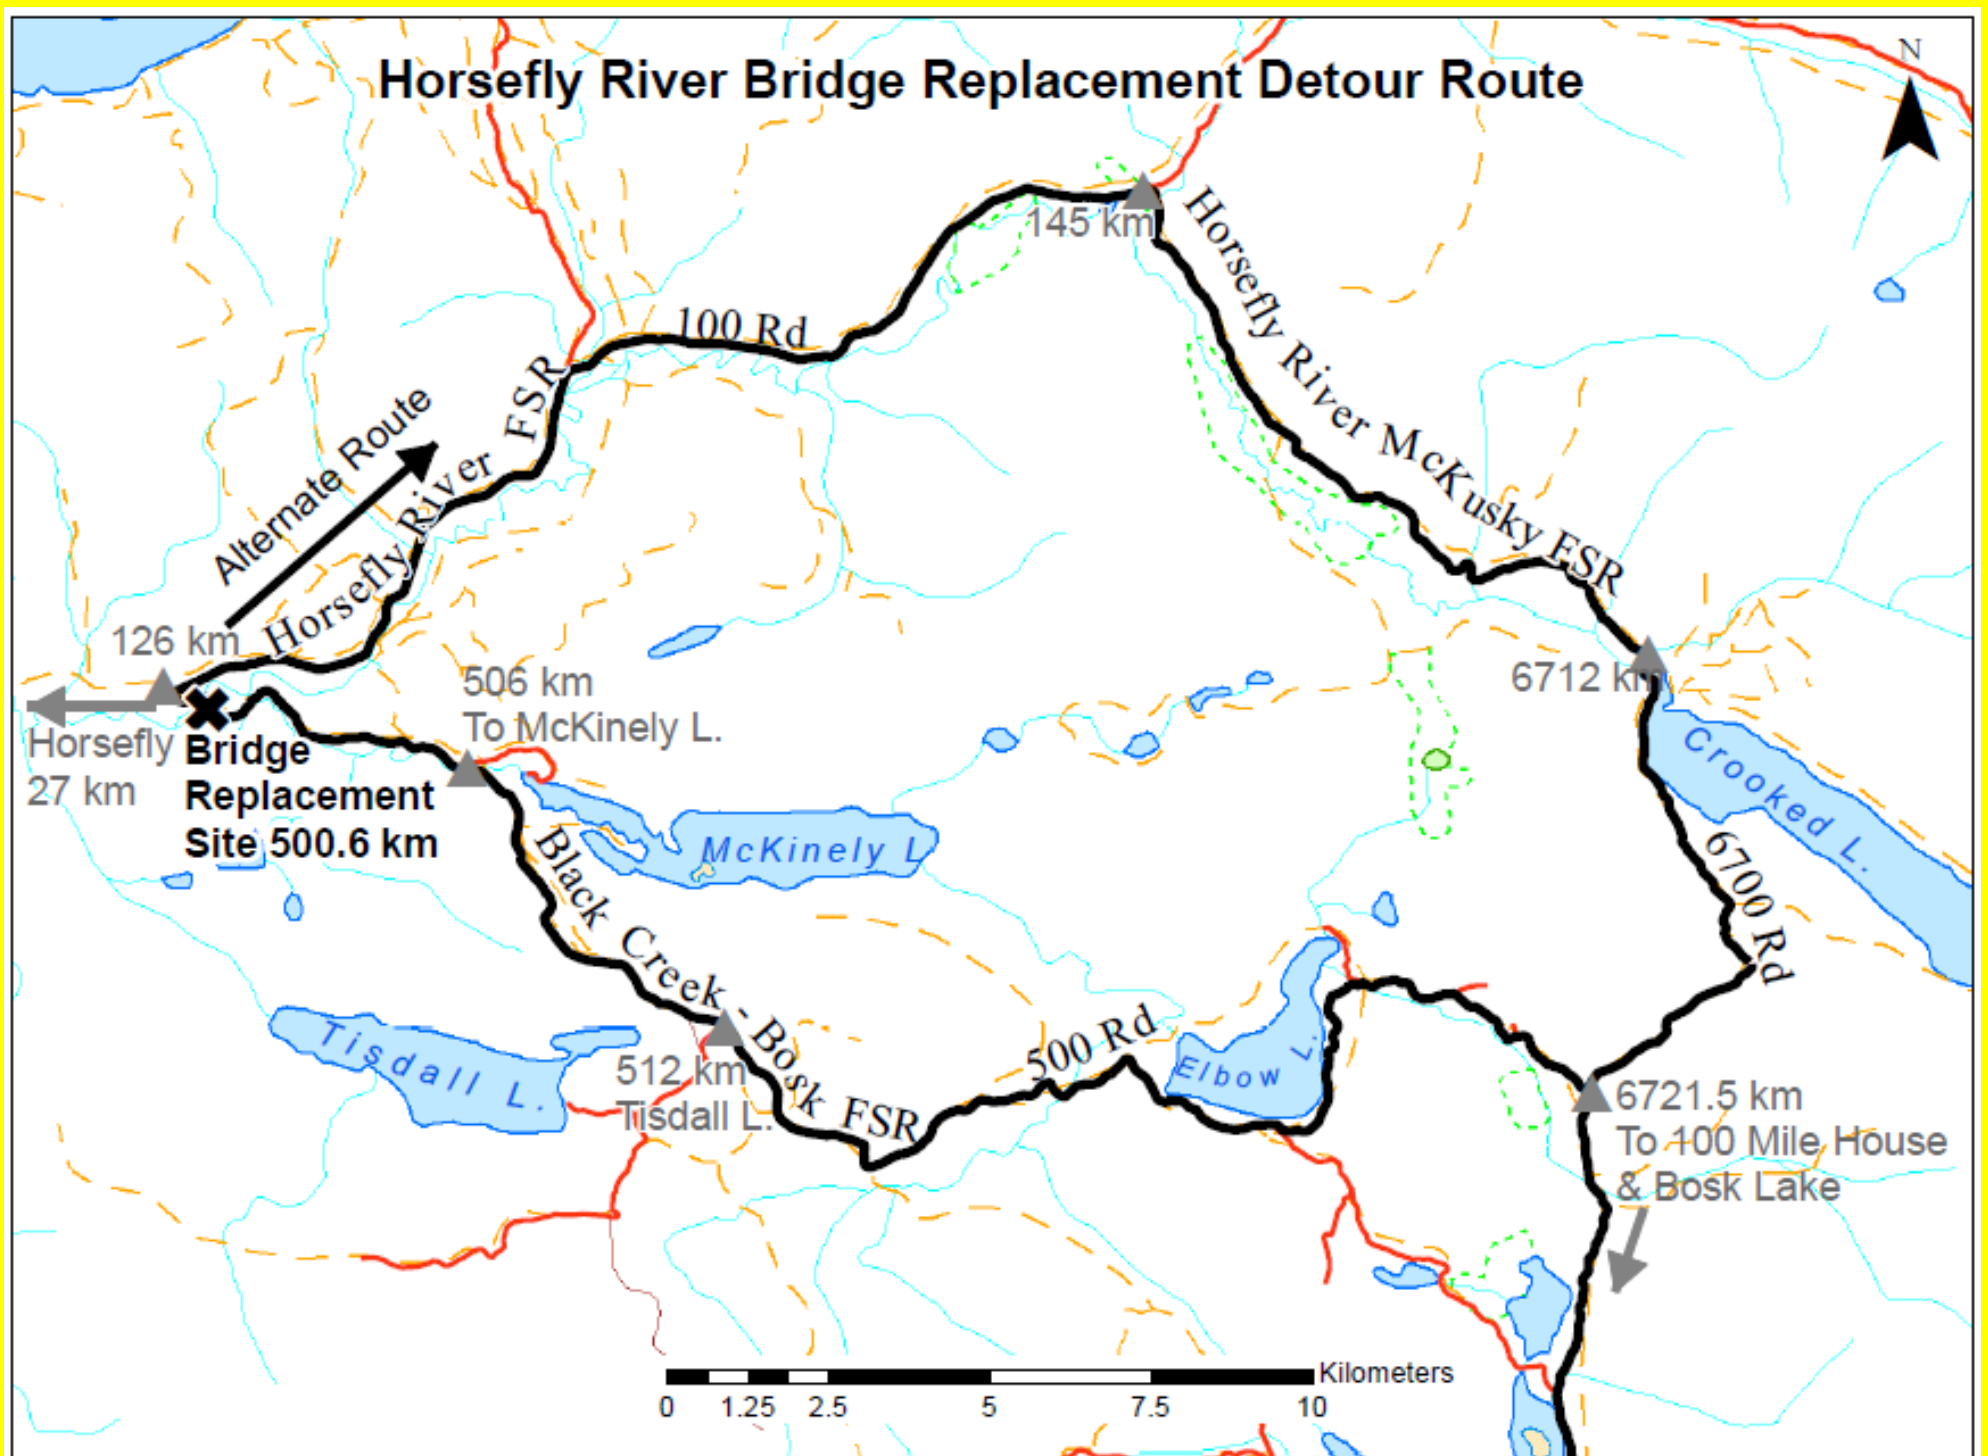 Horsefly River Bridge Replacement Detour Route
N
145 km
Horsefly River McKusky FSR
100 Rd
Alternate Route
Horsefly River FSR
126 km
Horsefly
27 km
Bridge
Replacement
Site 500.6 km
506 km
To McKinely L.
McKinely L
6712 km
Crooked L.
6700 Rd
Black Creek - Bosk FSR
500 Rd
Elbow L.
Tisdall L.
512 km
Tisdall L.
6721.5 km
To 100 Mile House
& Bosk Lake
Kilometers
0 1.25 2.5 5 7.5 10